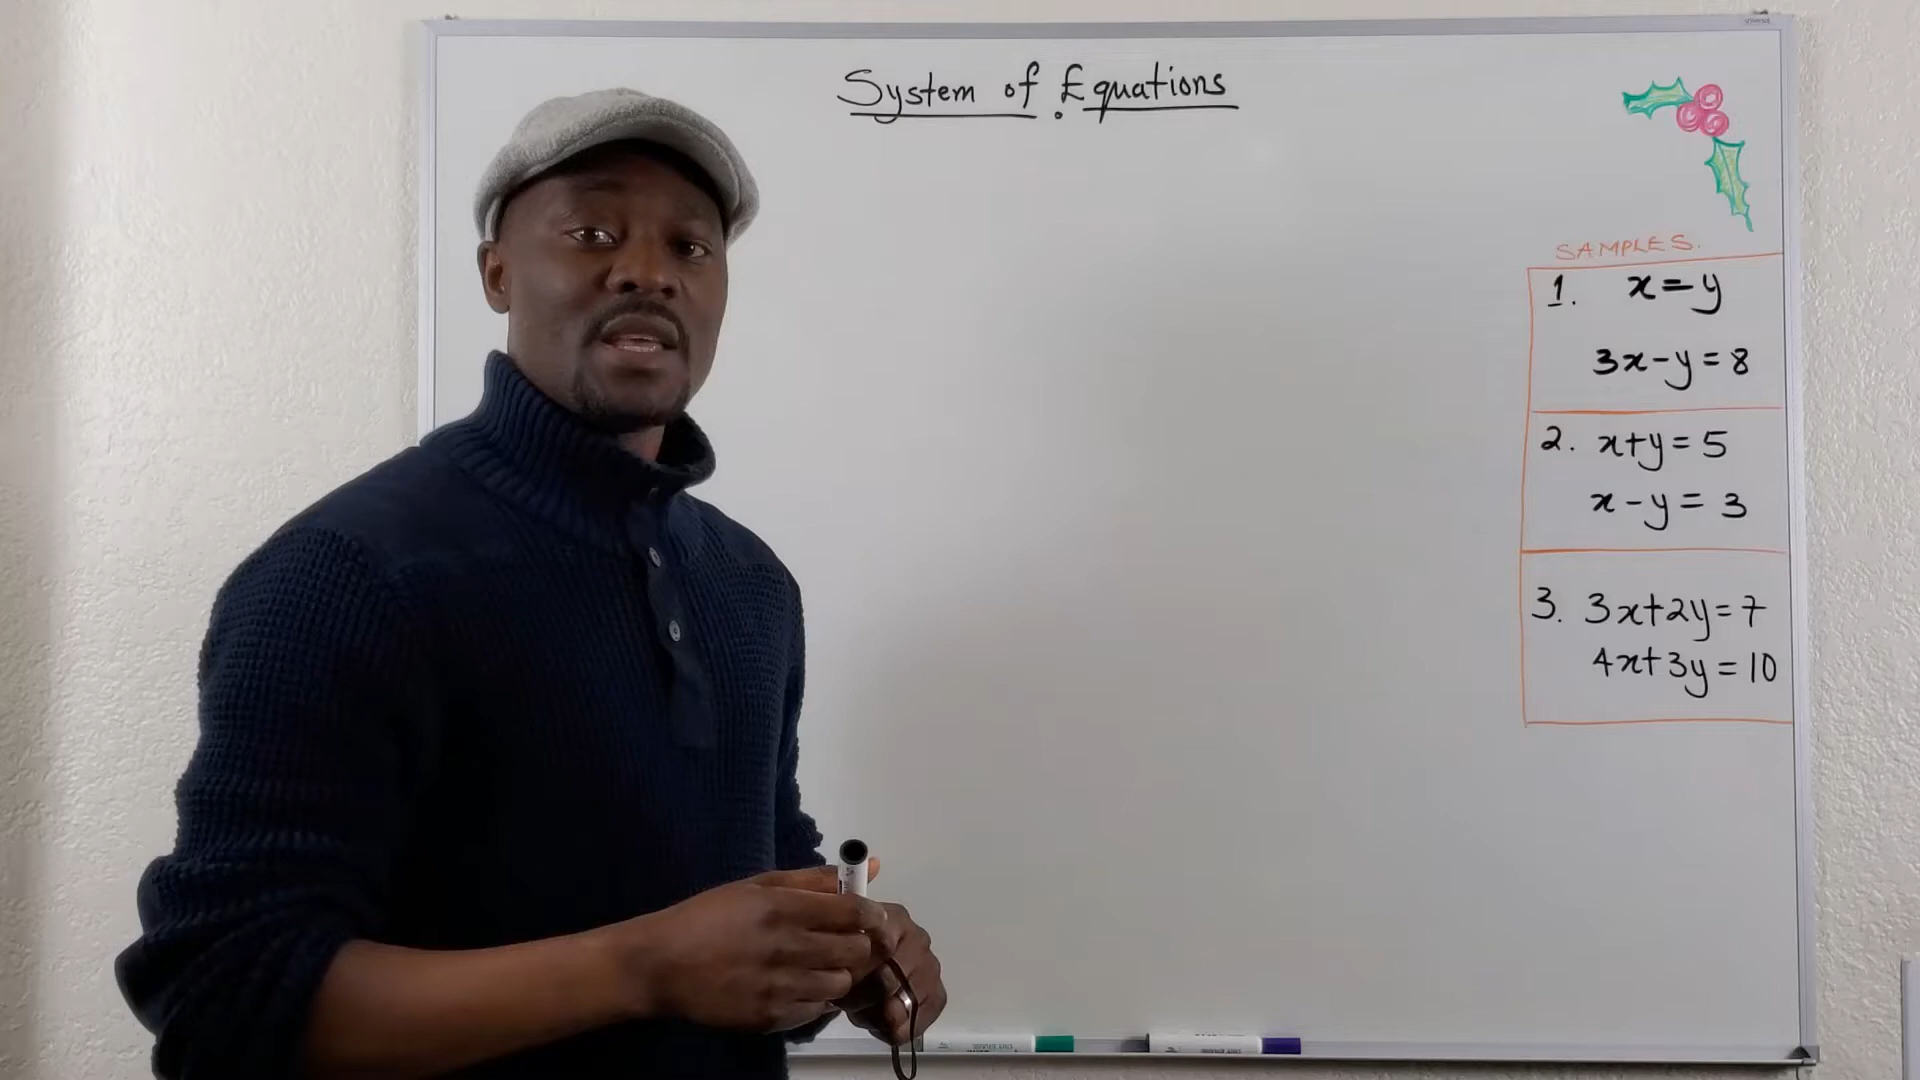 System of Equations
SAMPLES.
1. x=y
3x-y=8
2. x+y=5
x-y=3
3. 3x+2y=7
4x+3y=10